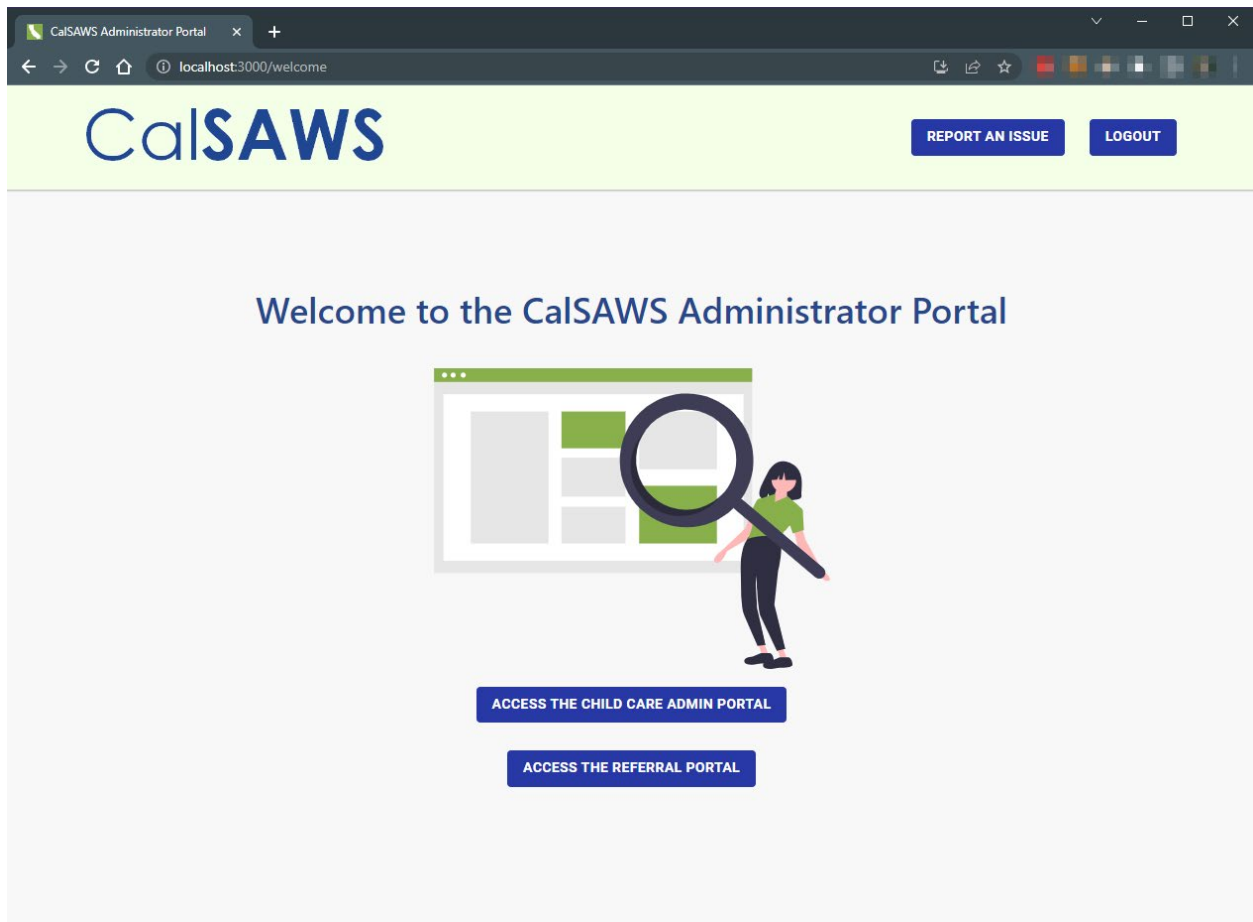 CalSAWS Administrator Portal
localhost:3000/welcome
CalSAWS
REPORT AN ISSUE
LOGOUT
Welcome to the CalSAWS Administrator Portal
ACCESS THE CHILD CARE ADMIN PORTAL
ACCESS THE REFERRAL PORTAL